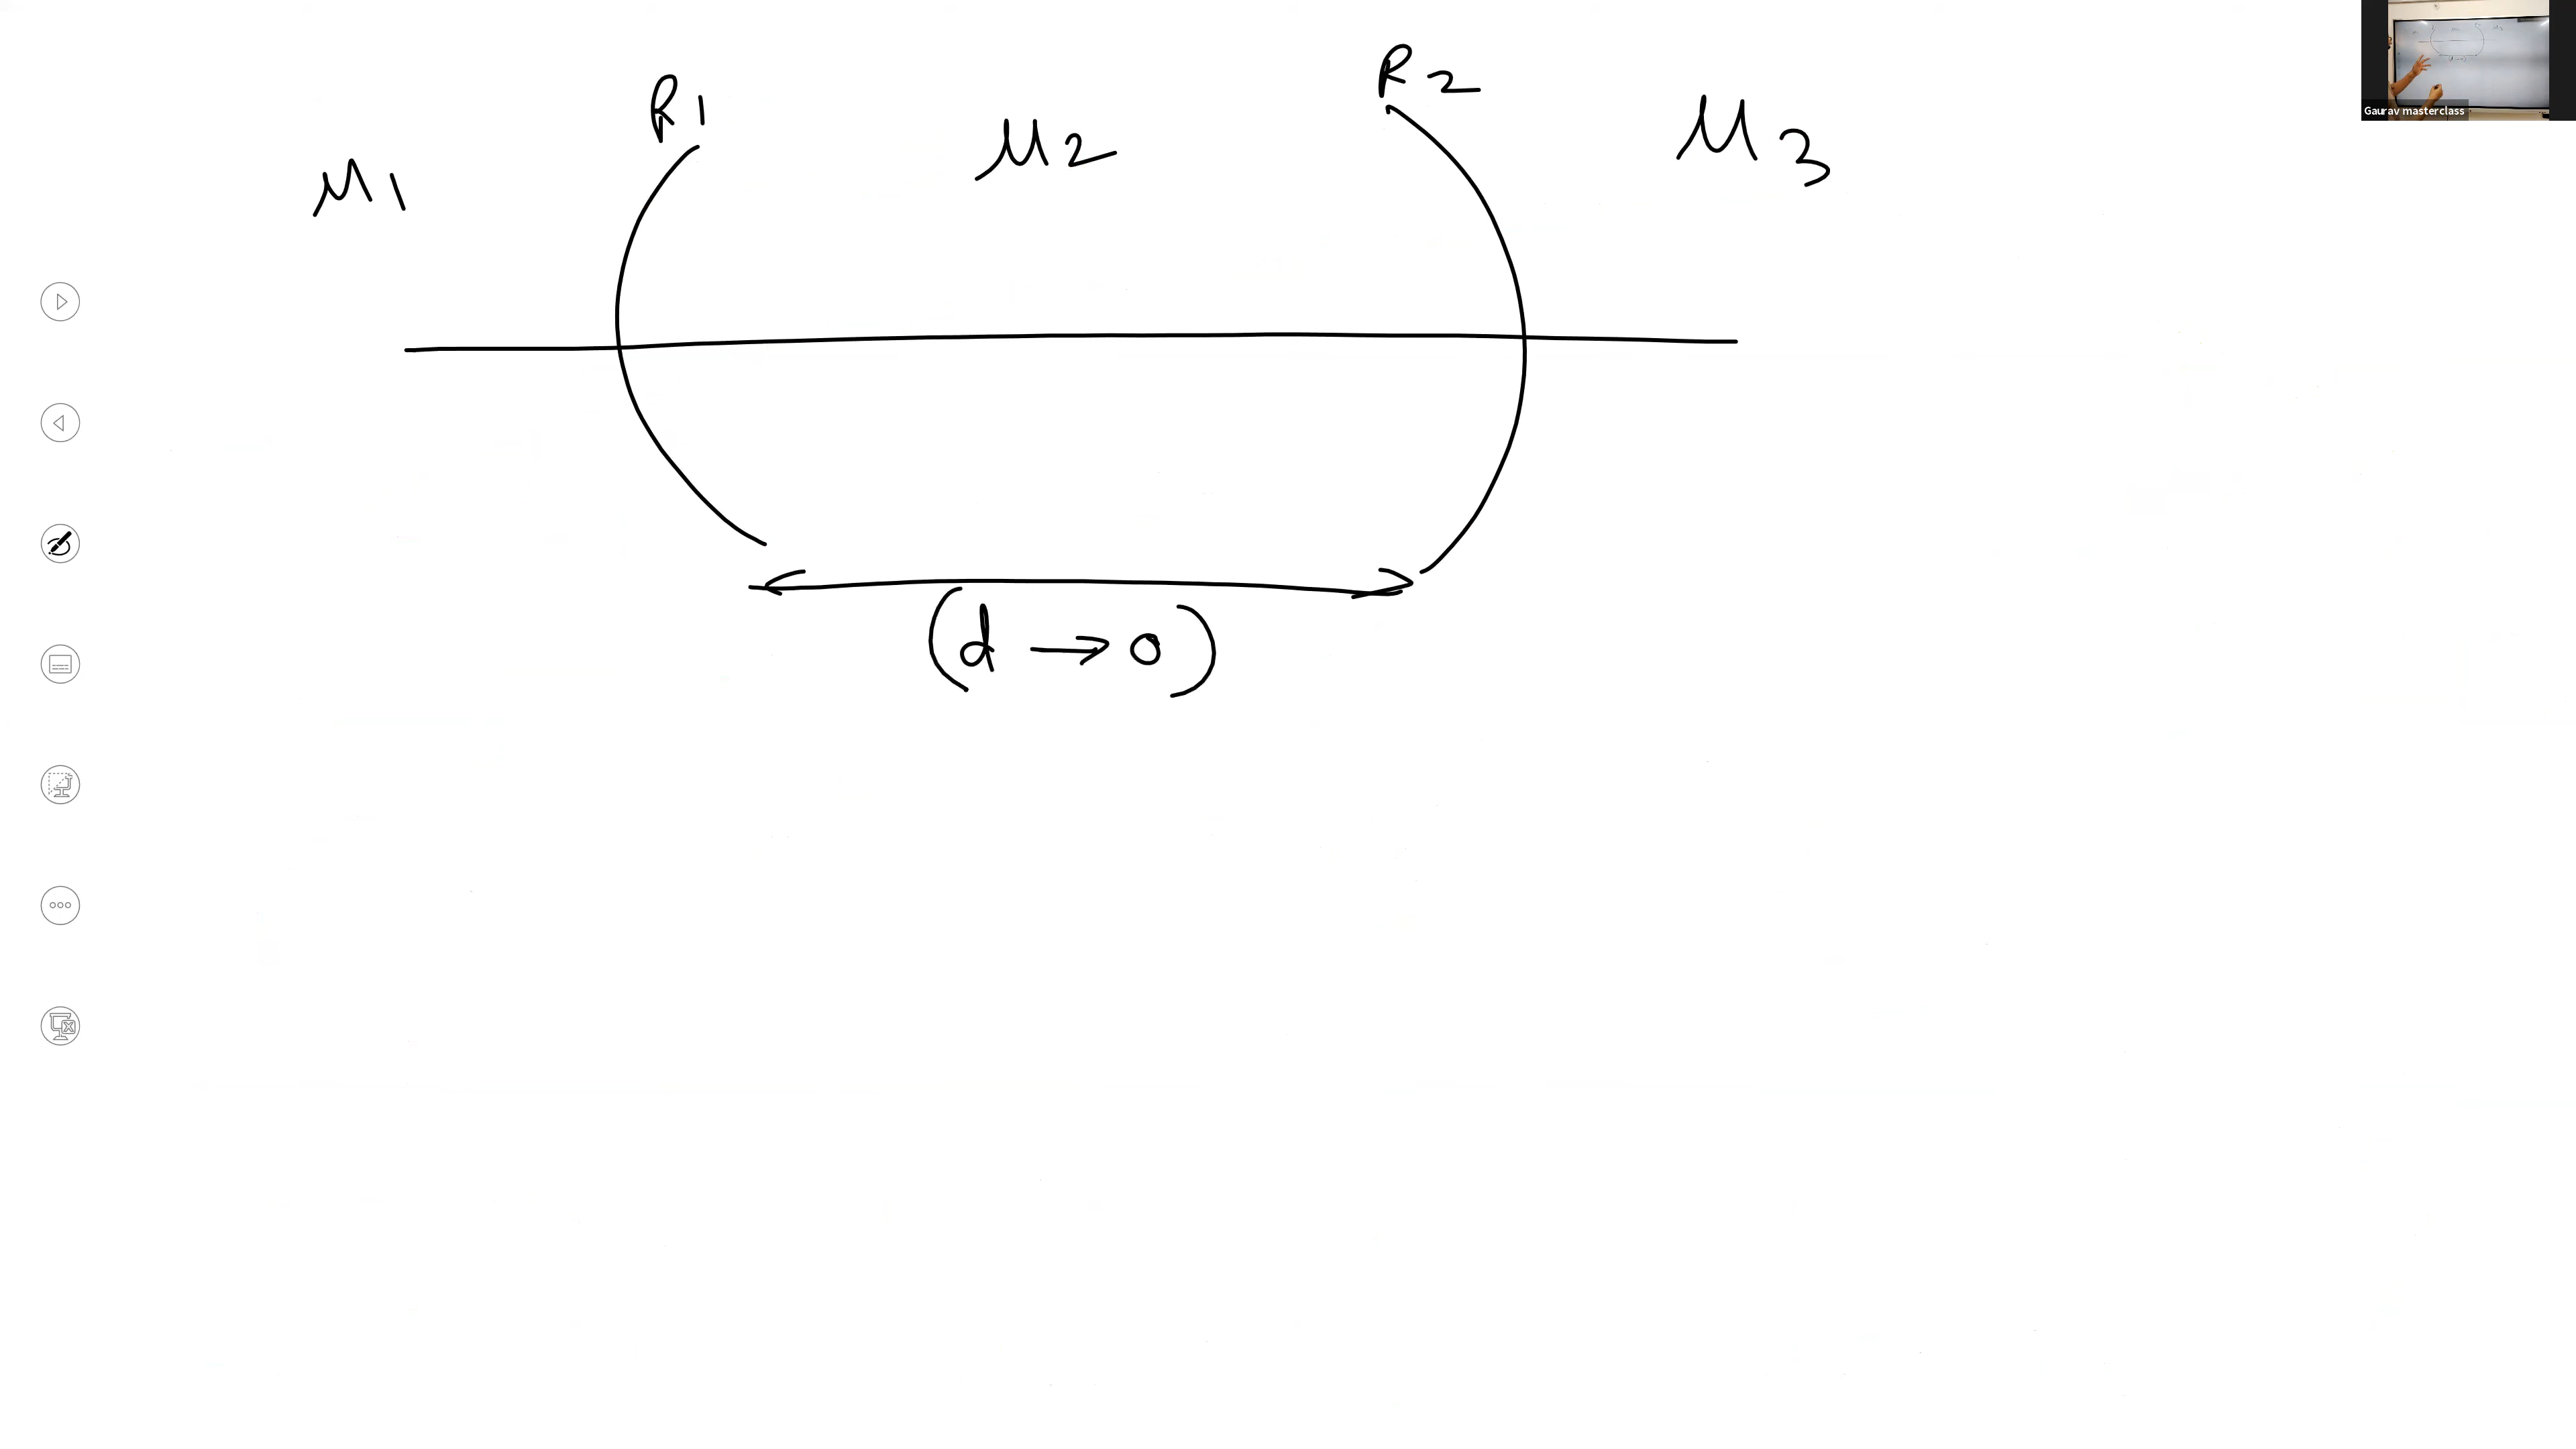 R1
R2
μ1
μ2
μ3
(d → 0)
Gaurav masterclass